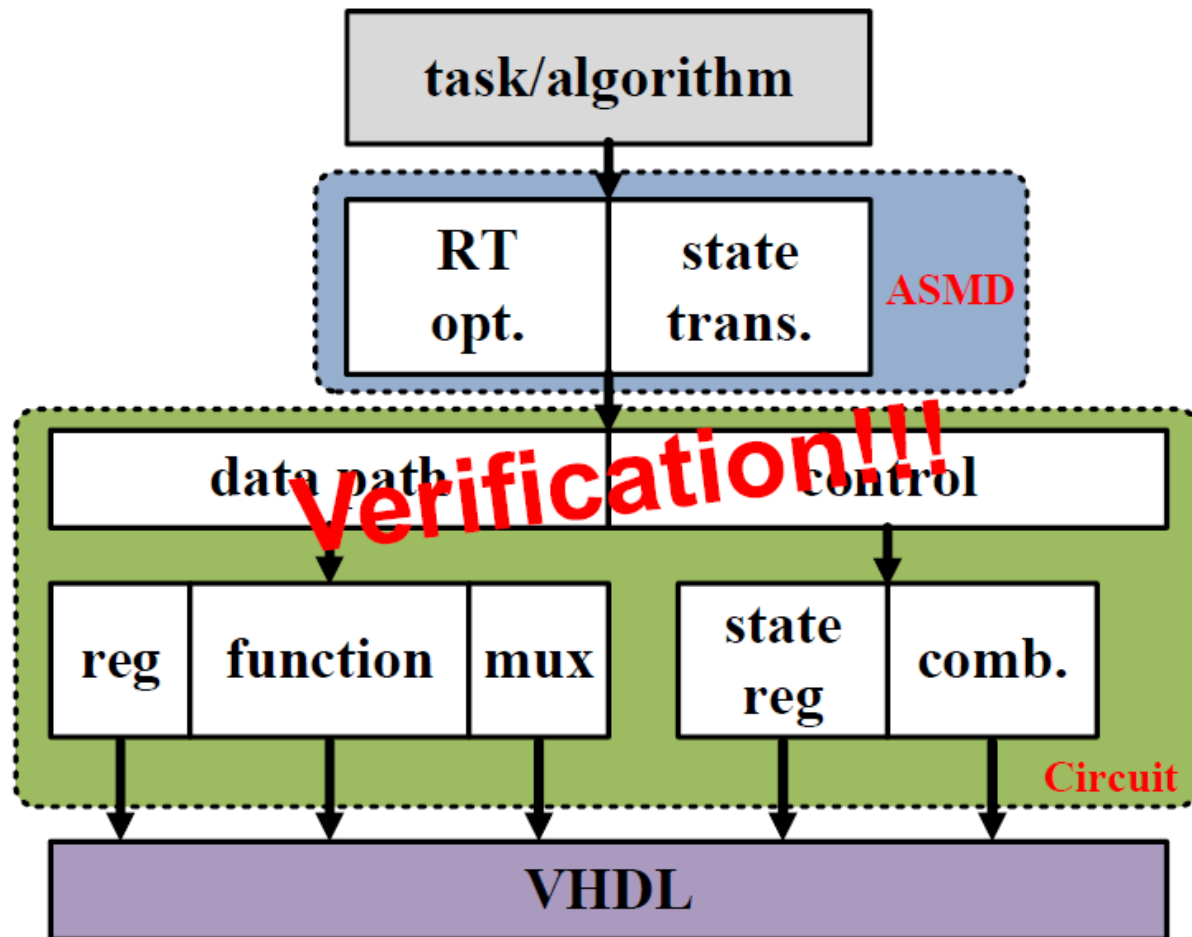 task/algorithm
RT
opt.
state
trans.
ASMD
data path
control
Verification!!!
reg
function
mux
state
reg
comb.
Circuit
VHDL